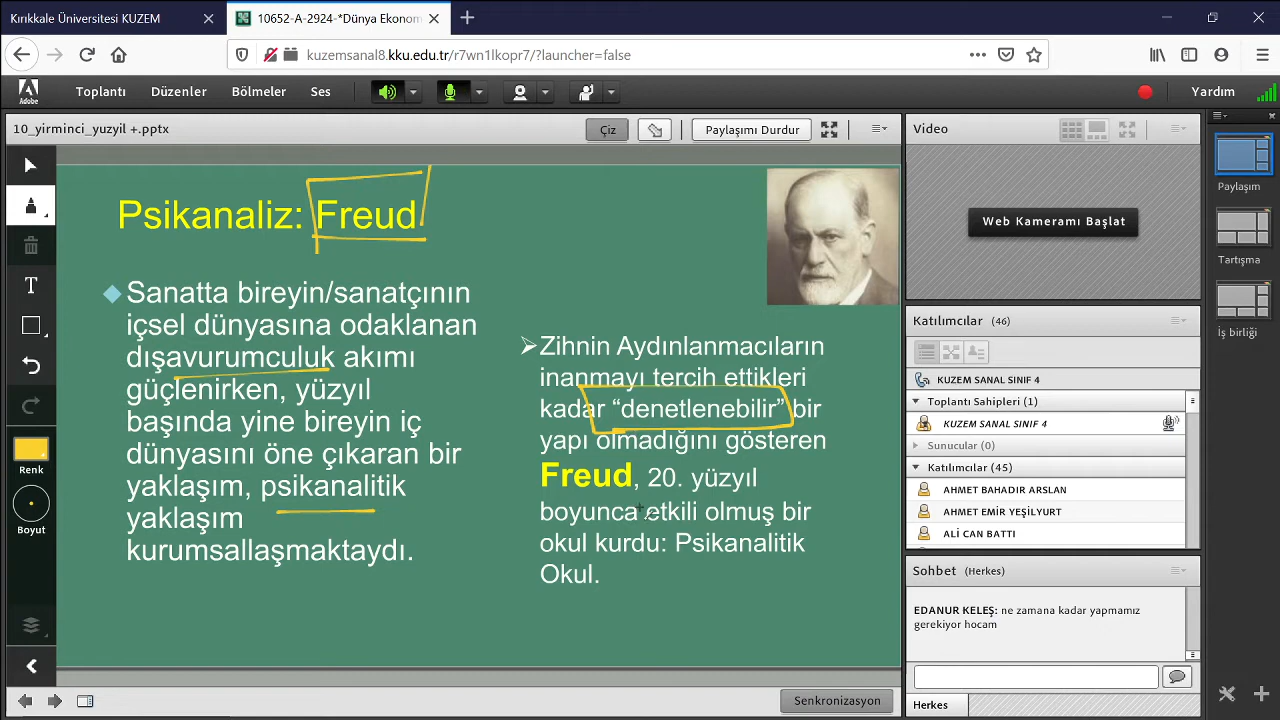 Kırıkkale Üniversitesi KUZEM
10652-A-2924-*Dünya Ekonom
kuzemsanal8.kku.edu.tr/r7wn1lkopr7/?launcher=false
Adobe
Toplantı
Düzenler
Bölmeler
Ses
Yardım
10_yirminci_yuzyil +.pptx
Çiz
Paylaşımı Durdur
Psikanaliz: Freud
Sanatta bireyin/sanatçının
içsel dünyasına odaklanan
dışavurumculuk akımı
güçlenirken, yüzyıl
başında yine bireyin iç
dünyasını öne çıkaran bir
yaklaşım, psikanalitik
yaklaşım
kurumsallaşmaktaydı.
Zihnin Aydınlanmacıların
inanmayı tercih ettikleri
kadar “denetlenebilir” bir
yapı olmadığını gösteren
Freud, 20. yüzyıl
boyunca etkili olmuş bir
okul kurdu: Psikanalitik
Okul.
T
Renk
Boyut
Senkronizasyon
Video
Web Kameramı Başlat
Katılımcılar (46)
KUZEM SANAL SINIF 4
Toplantı Sahipleri (1)
KUZEM SANAL SINIF 4
Sunucular (0)
Katılımcılar (45)
AHMET BAHADIR ARSLAN
AHMET EMİR YEŞİLYURT
ALİ CAN BATTI
Sohbet (Herkes)
EDANUR KELEŞ: ne zamana kadar yapmamız
gerekiyor hocam
Herkes
Paylaşım
Tartışma
İş birliği